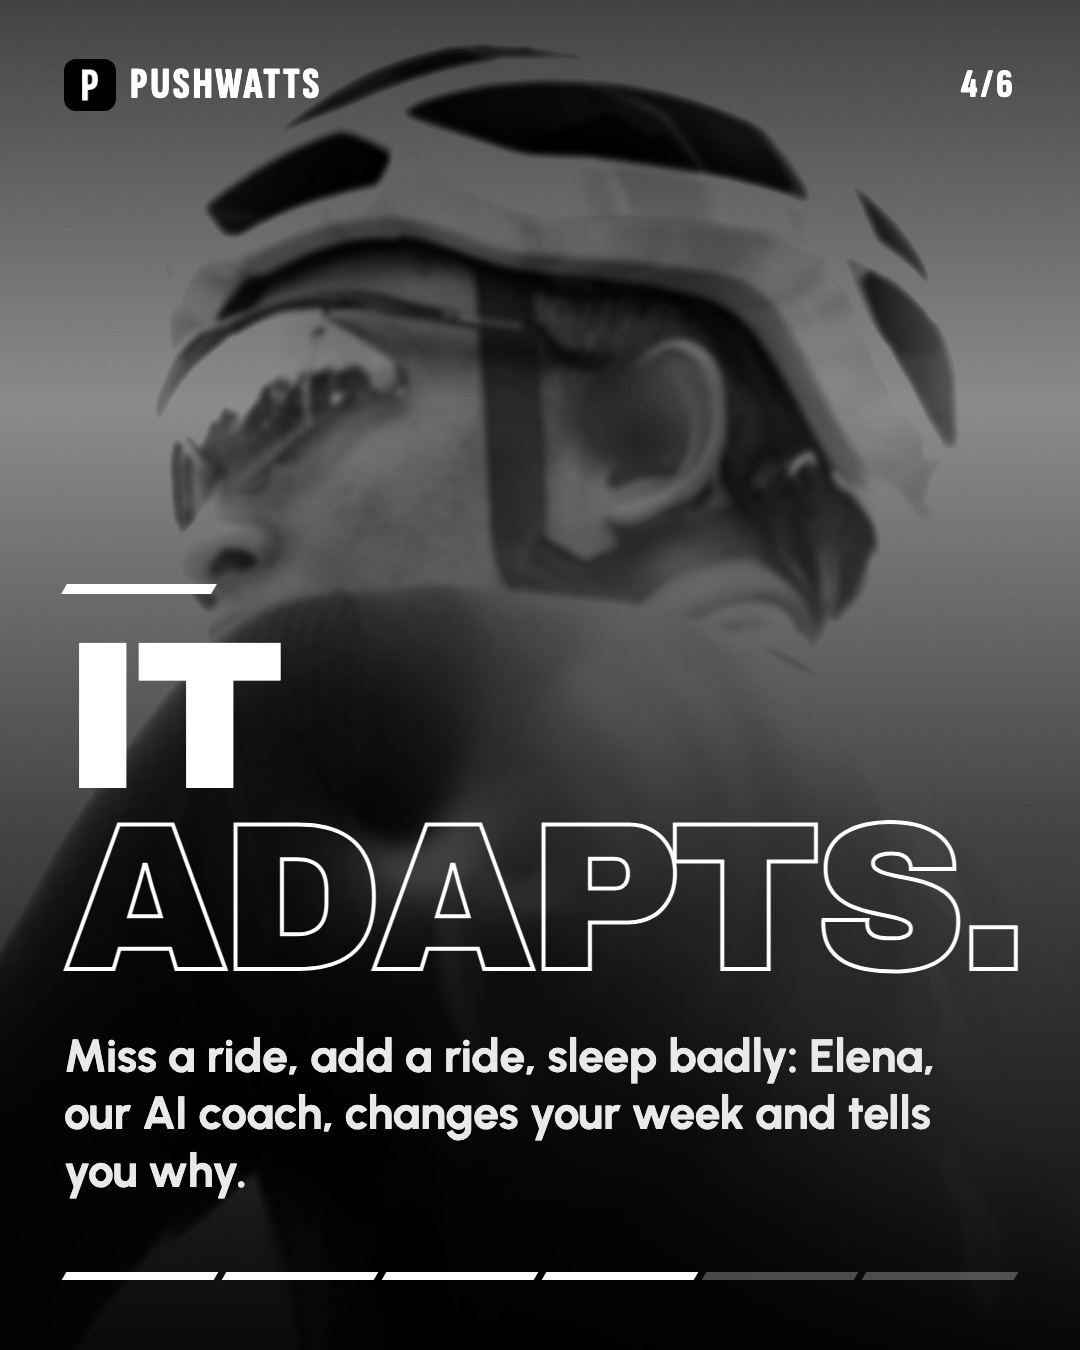 P PUSHWATTS
4/6
IT
ADAPTS.
Miss a ride, add a ride, sleep badly: Elena,
our AI coach, changes your week and tells
you why.